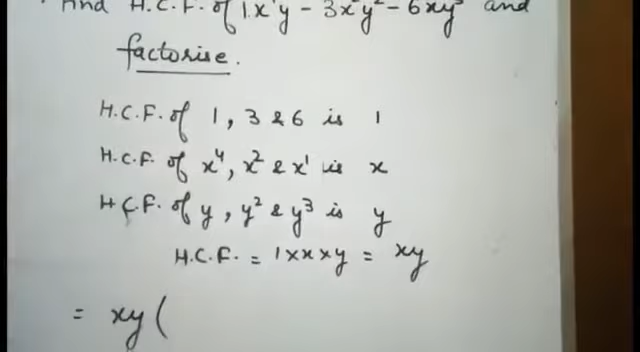 Find H.C.F. of 1x⁴y - 3x²y² - 6xy³ and
factorise.
H.C.F. of 1, 3 & 6 is 1
H.C.F. of x⁴, x² & x¹ is x
H.C.F. of y, y² & y³ is y
H.C.F. = 1×x×y = xy
= xy (